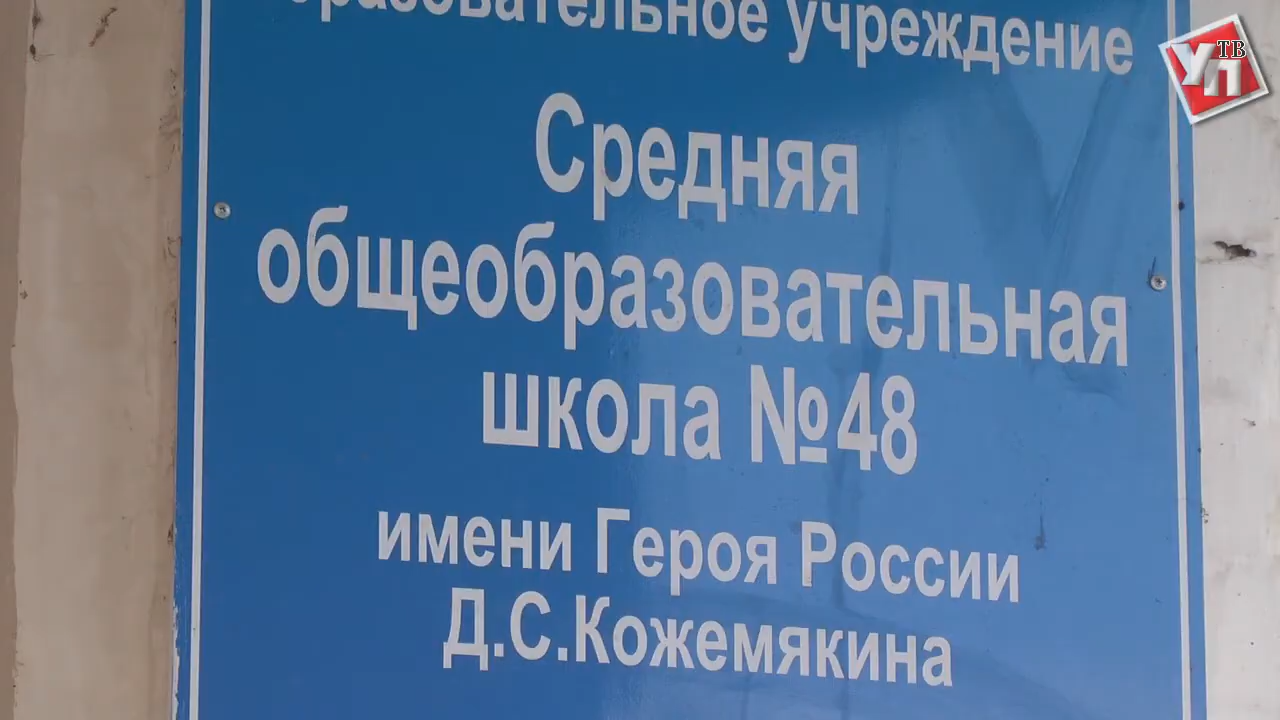 учреждение
Средняя
общеобразовательная
школа №48
имени Героя России
Д.С.Кожемякина
УП ТВ